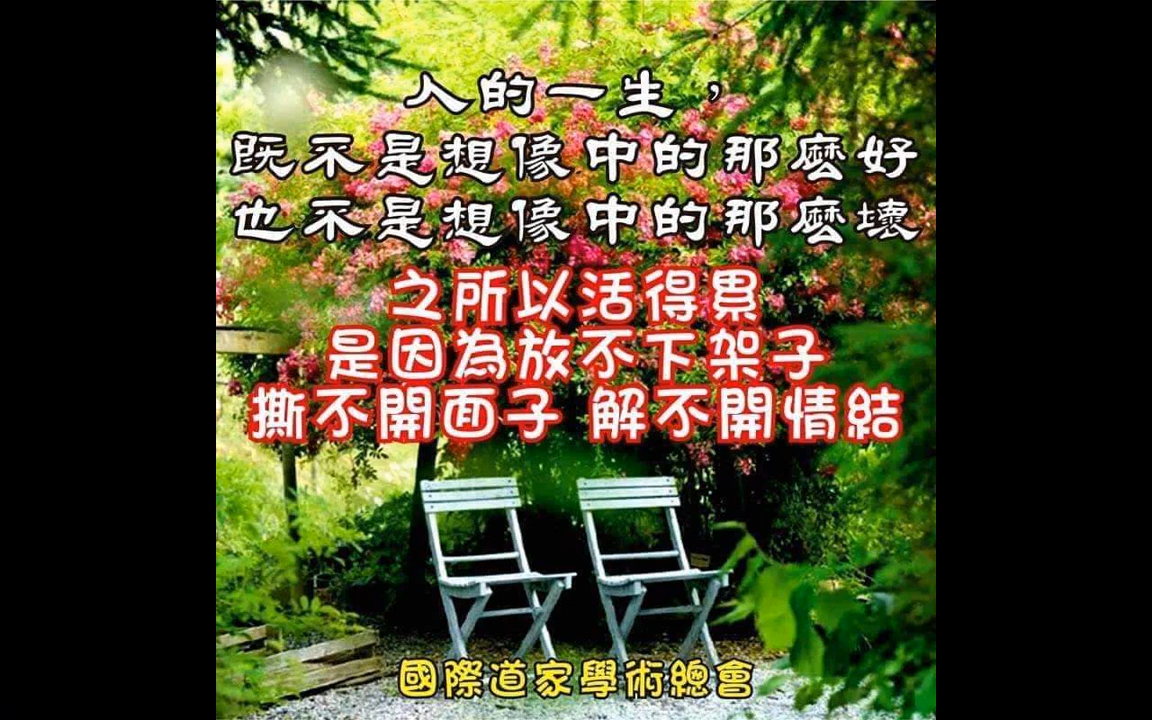 人的一生，
既不是想像中的那麼好
也不是想像中的那麼壞
之所以活得累
是因為放不下架子
撕不開面子 解不開情結
國際道家學術總會